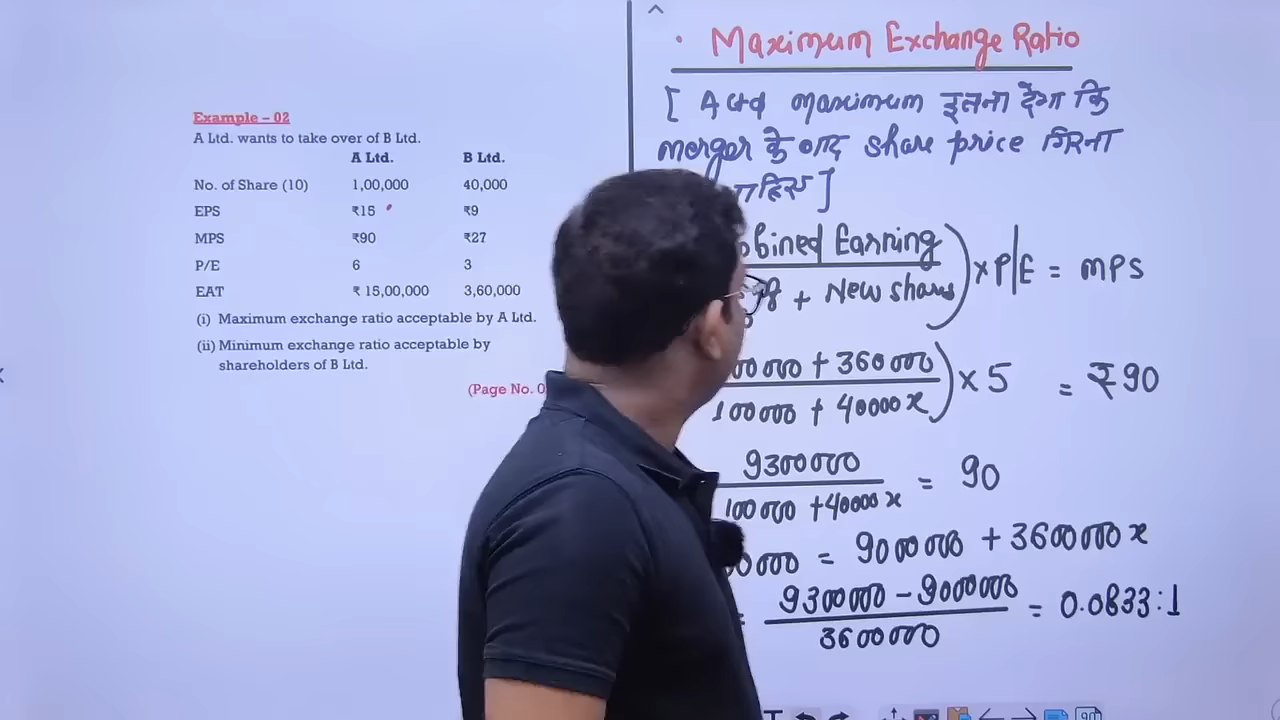 Example – 02
A Ltd. wants to take over of B Ltd.
A Ltd. B Ltd.
No. of Share (10) 1,00,000 40,000
EPS ₹15 ₹9
MPS ₹90 ₹27
P/E 6 3
EAT ₹ 15,00,000 3,60,000
(i) Maximum exchange ratio acceptable by A Ltd.
(ii) Minimum exchange ratio acceptable by
shareholders of B Ltd.
(Page No. 0
• Maximum Exchange Ratio
[ A Ltd maximum इतना देगा कि
merger के बाद share price गिरना
]
Earning
+ New shares ) × P/E = MPS
+ 360000
100000 + 40000x ) × 5 = ₹90
9300000
100000 + 40000x = 90
= 9000000 + 3600000x
= 9300000 – 9000000
3600000 = 0.0833:1